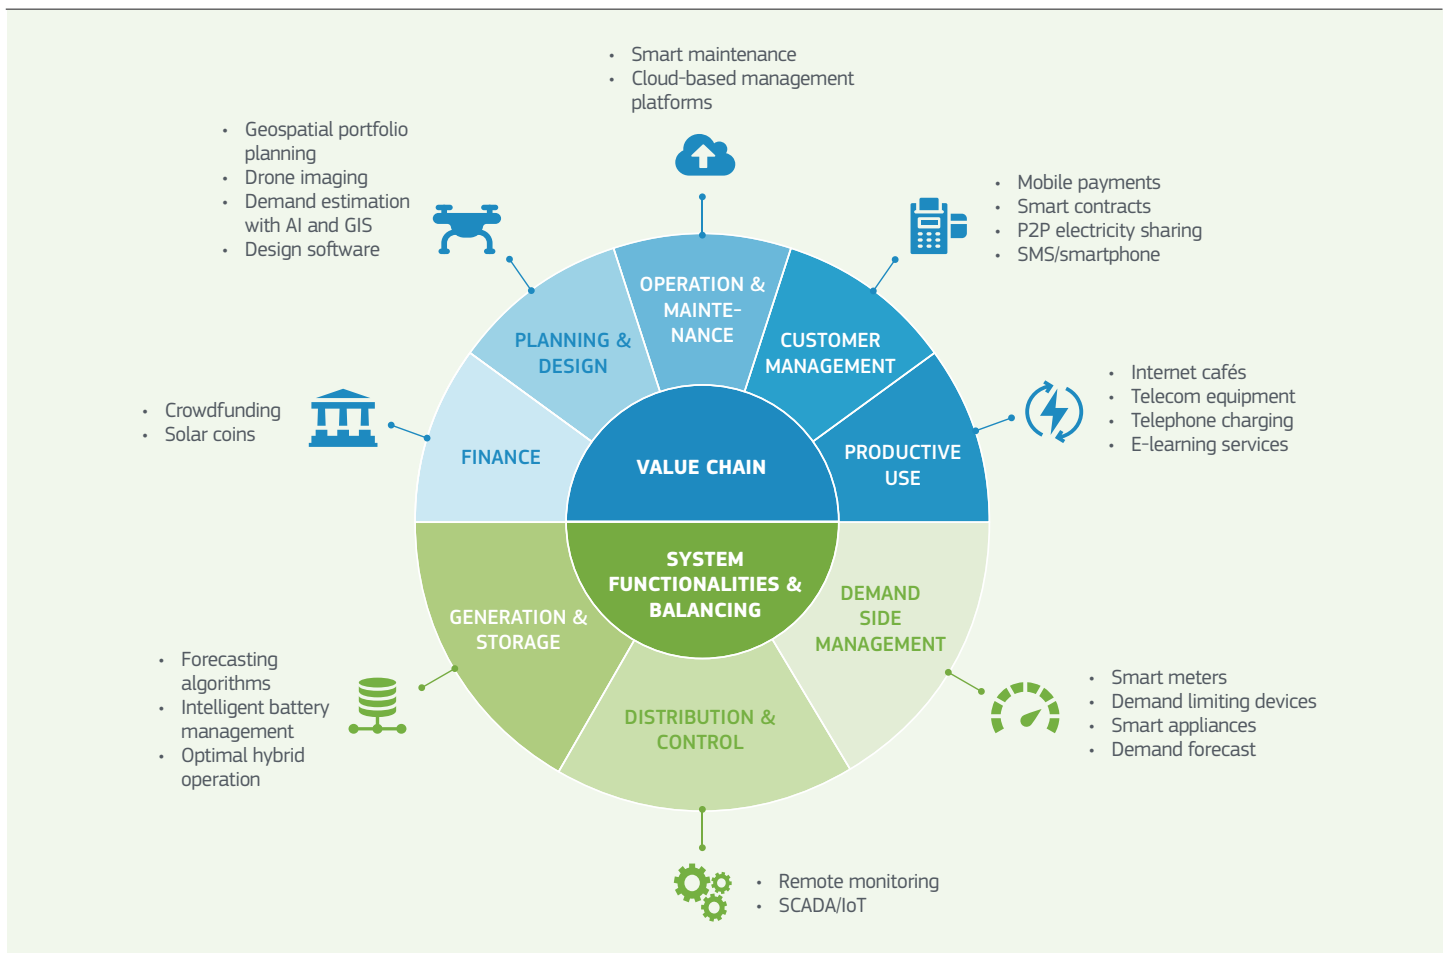 • Smart maintenance
• Cloud-based management
platforms
• Geospatial portfolio
planning
• Drone imaging
• Demand estimation
with AI and GIS
• Design software
• Mobile payments
• Smart contracts
• P2P electricity sharing
• SMS/smartphone
OPERATION &
MAINTE-
NANCE
PLANNING &
DESIGN
CUSTOMER
MANAGEMENT
• Crowdfunding
• Solar coins
FINANCE
VALUE CHAIN
PRODUCTIVE
USE
• Internet cafés
• Telecom equipment
• Telephone charging
• E-learning services
SYSTEM
FUNCTIONALITIES &
BALANCING
GENERATION &
STORAGE
DEMAND
SIDE
MANAGEMENT
DISTRIBUTION &
CONTROL
• Forecasting
algorithms
• Intelligent battery
management
• Optimal hybrid
operation
• Smart meters
• Demand limiting devices
• Smart appliances
• Demand forecast
• Remote monitoring
• SCADA/IoT